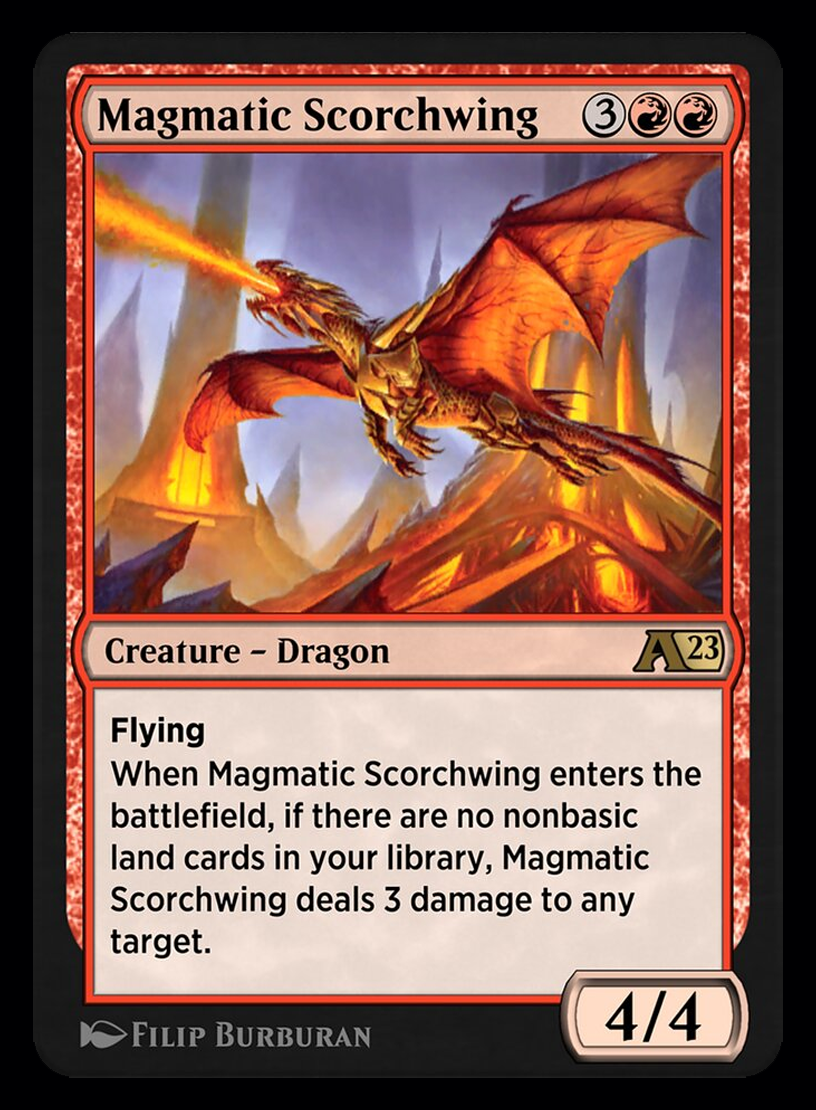 Magmatic Scorchwing 3
Creature – Dragon A23
Flying
When Magmatic Scorchwing enters the
battlefield, if there are no nonbasic
land cards in your library, Magmatic
Scorchwing deals 3 damage to any
target.
4/4
Filip Burburan